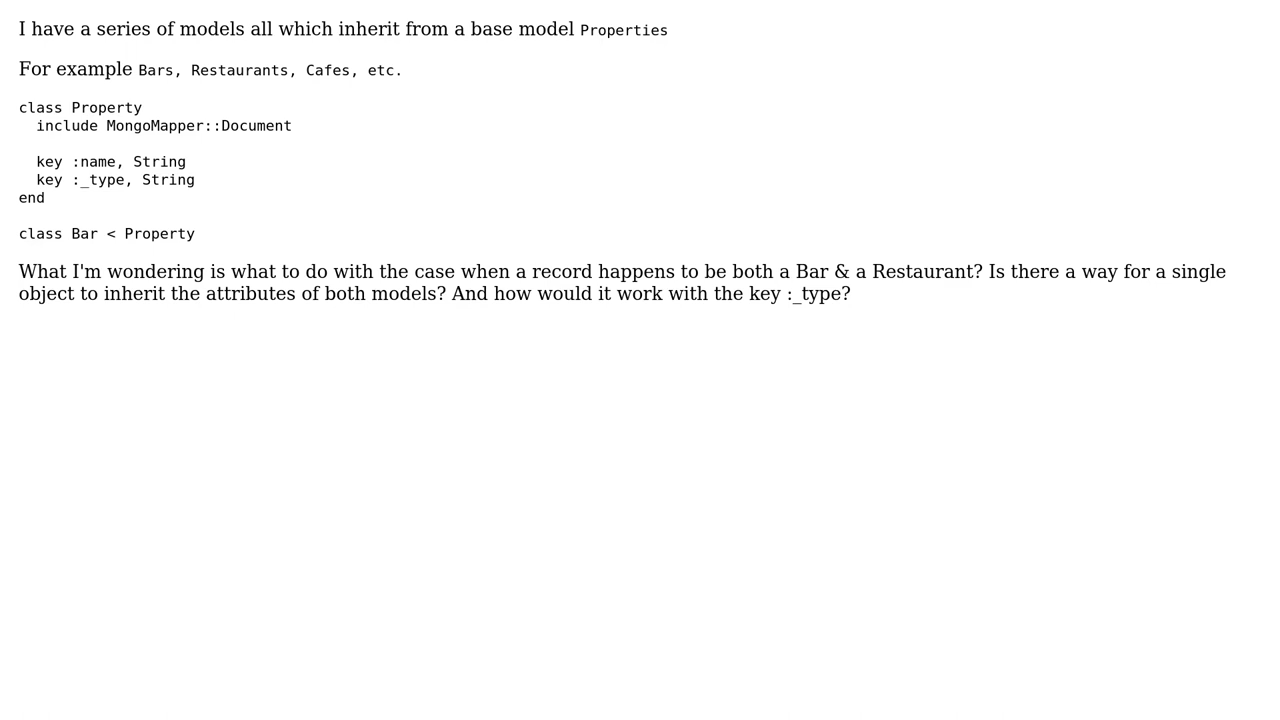 I have a series of models all which inherit from a base model Properties
For example Bars, Restaurants, Cafes, etc.
class Property
  include MongoMapper::Document
  key :name, String
  key :_type, String
end
class Bar < Property
What I'm wondering is what to do with the case when a record happens to be both a Bar & a Restaurant? Is there a way for a single
object to inherit the attributes of both models? And how would it work with the key :_type?